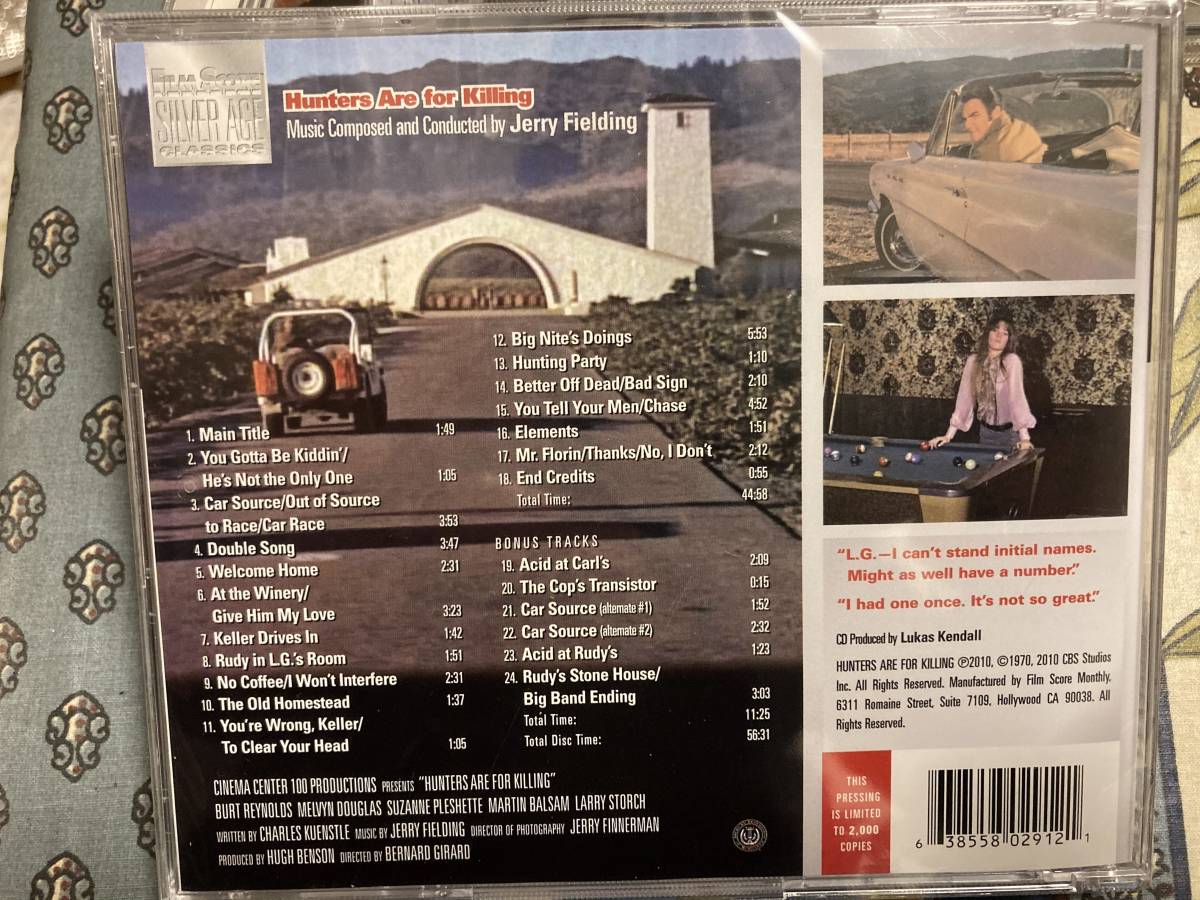 FILM SCORE
SILVER AGE
CLASSICS
Hunters Are for Killing
Music Composed and Conducted by Jerry Fielding
1. Main Title 1:49
2. You Gotta Be Kiddin'/
He's Not the Only One 1:05
3. Car Source/Out of Source
to Race/Car Race 3:53
4. Double Song 3:47
5. Welcome Home 2:31
6. At the Winery/
Give Him My Love 3:23
7. Keller Drives In 1:42
8. Rudy in L.G.'s Room 1:51
9. No Coffee/I Won't Interfere 2:31
10. The Old Homestead 1:37
11. You're Wrong, Keller/
To Clear Your Head 1:05
12. Big Nite's Doings 5:53
13. Hunting Party 1:10
14. Better Off Dead/Bad Sign 2:10
15. You Tell Your Men/Chase 4:52
16. Elements 1:51
17. Mr. Florin/Thanks/No, I Don't 2:12
18. End Credits 0:55
Total Time: 44:58
BONUS TRACKS
19. Acid at Carl's 2:09
20. The Cop's Transistor 0:15
21. Car Source (alternate #1) 1:52
22. Car Source (alternate #2) 2:32
23. Acid at Rudy's 1:23
24. Rudy's Stone House/
Big Band Ending 3:03
Total Time: 11:25
Total Disc Time: 56:31
CINEMA CENTER 100 PRODUCTIONS PRESENTS "HUNTERS ARE FOR KILLING"
BURT REYNOLDS MELVYN DOUGLAS SUZANNE PLESHETTE MARTIN BALSAM LARRY STORCH
WRITTEN BY CHARLES KUENSTLE MUSIC BY JERRY FIELDING DIRECTOR OF PHOTOGRAPHY JERRY FINNERMAN
PRODUCED BY HUGH BENSON DIRECTED BY BERNARD GIRARD
"L.G.—I can't stand initial names.
Might as well have a number."
"I had one once. It's not so great."
CD Produced by Lukas Kendall
HUNTERS ARE FOR KILLING ℗2010, ©1970, 2010 CBS Studios
Inc. All Rights Reserved. Manufactured by Film Score Monthly,
6311 Romaine Street, Suite 7109, Hollywood CA 90038. All
Rights Reserved.
THIS
PRESSING
IS LIMITED
TO 2,000
COPIES
6 38558 02912 1